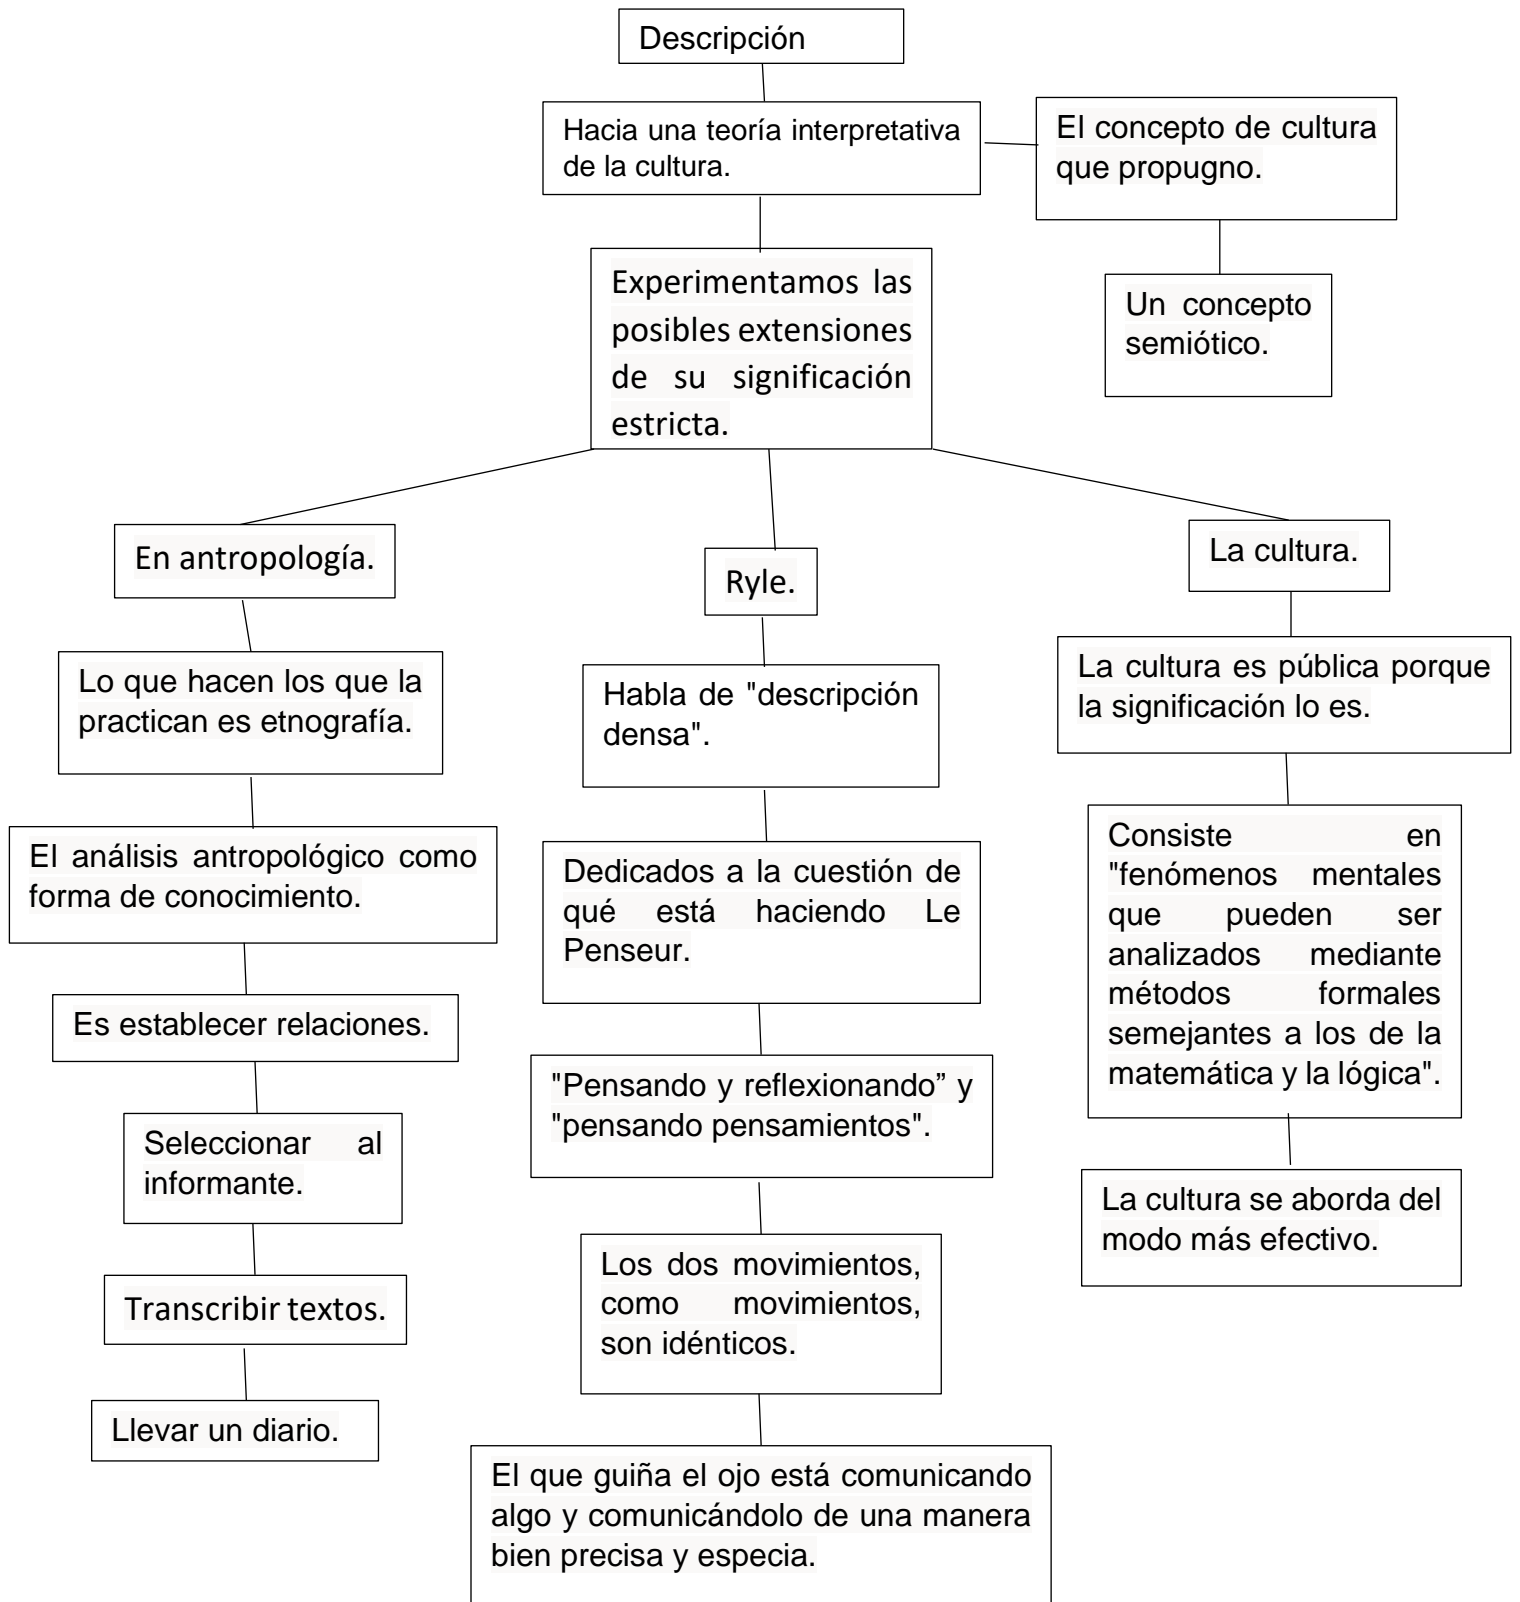 Descripción
Hacia una teoría interpretativa
de la cultura.
El concepto de cultura
que propugno.
Un concepto
semiótico.
Experimentamos las
posibles extensiones
de su significación
estricta.
En antropología.
Lo que hacen los que la
practican es etnografía.
El análisis antropológico como
forma de conocimiento.
Es establecer relaciones.
Seleccionar al
informante.
Transcribir textos.
Llevar un diario.
Ryle.
Habla de "descripción
densa".
Dedicados a la cuestión de
qué está haciendo Le
Penseur.
"Pensando y reflexionando” y
"pensando pensamientos".
Los dos movimientos,
como movimientos,
son idénticos.
El que guiña el ojo está comunicando
algo y comunicándolo de una manera
bien precisa y especia.
La cultura.
La cultura es pública porque
la significación lo es.
Consiste en
"fenómenos mentales
que pueden ser
analizados mediante
métodos formales
semejantes a los de la
matemática y la lógica".
La cultura se aborda del
modo más efectivo.